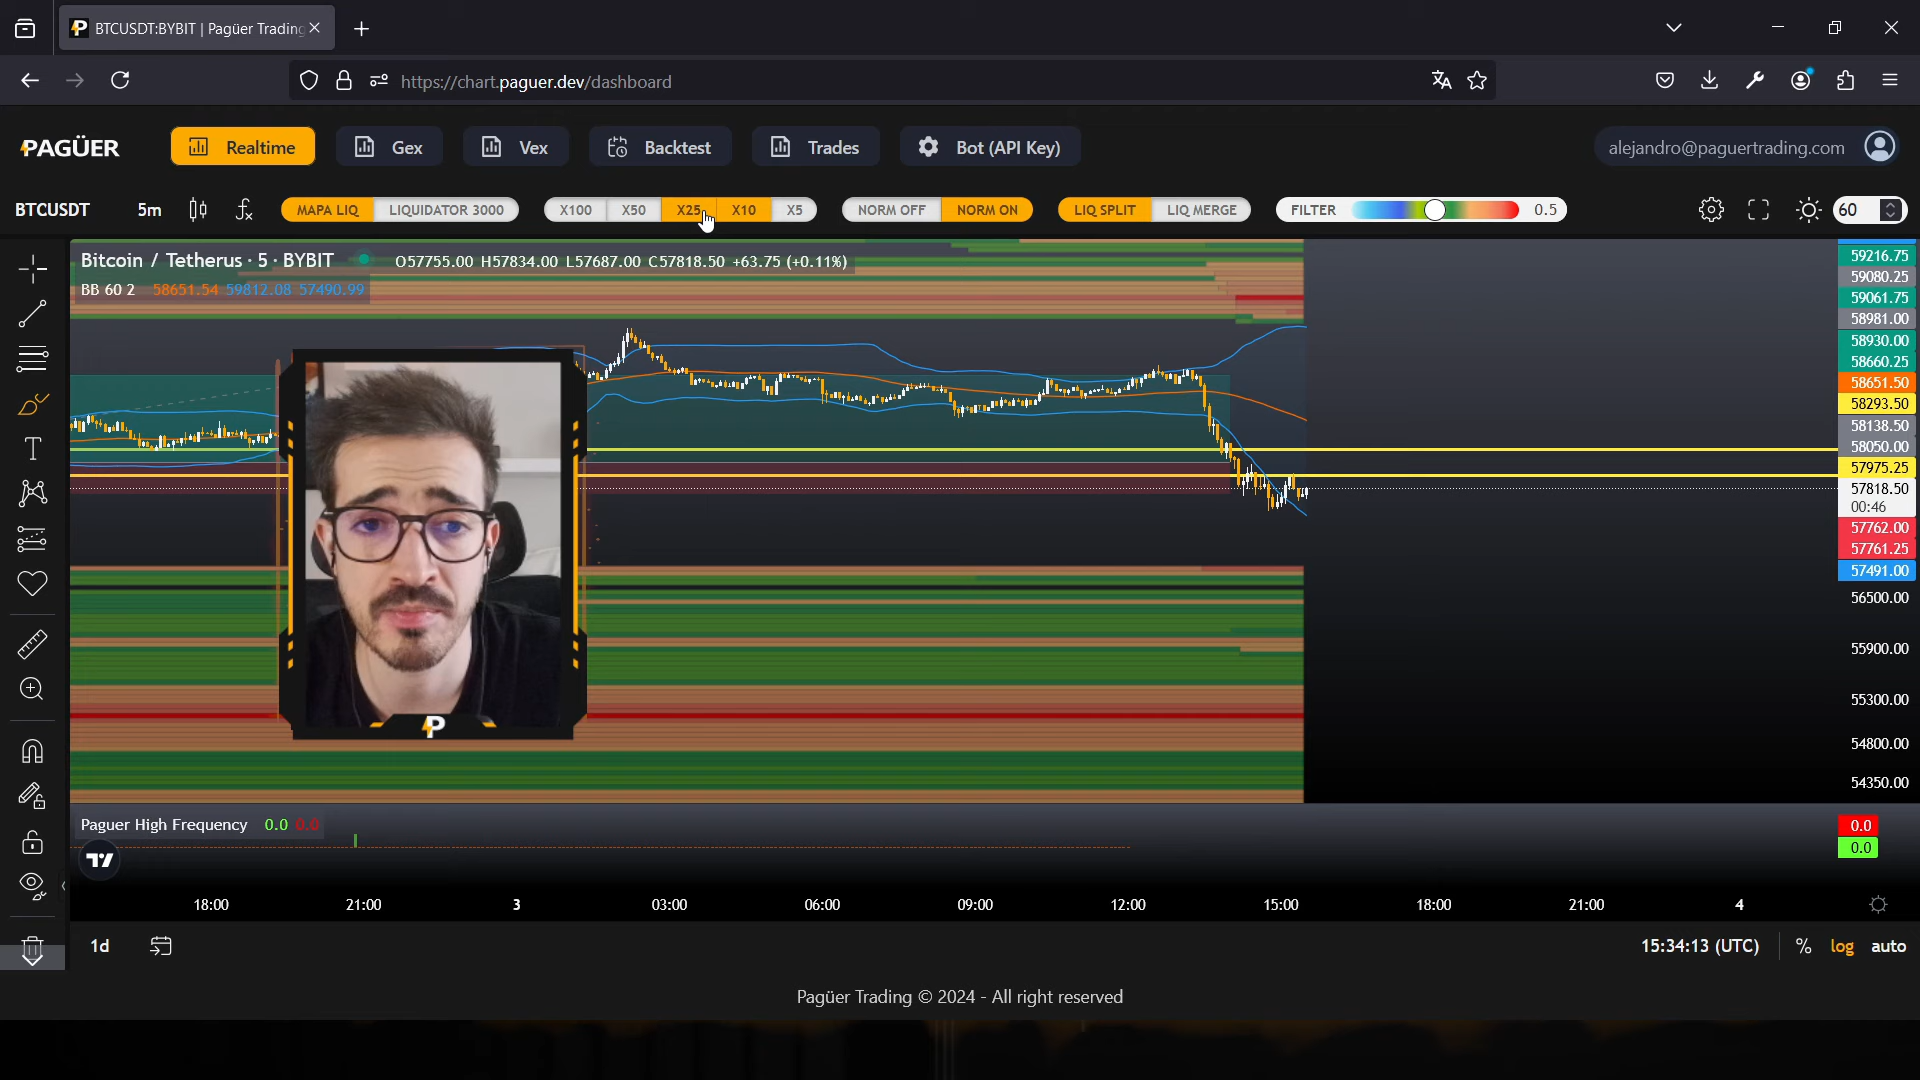 BTCUSDT:BYBIT | Pagüer Trading
https://chart.paguer.dev/dashboard
PAGÜER
Realtime
Gex
Vex
Backtest
Trades
Bot (API Key)
alejandro@paguertrading.com
BTCUSDT
5m
MAPA LIQ
LIQUIDATOR 3000
X100
X50
X25
X10
X5
NORM OFF
NORM ON
LIQ SPLIT
LIQ MERGE
FILTER
0.5
60
Bitcoin / Tetherus · 5 · BYBIT
O57755.00 H57834.00 L57687.00 C57818.50 +63.75 (+0.11%)
BB 60 2 58651.54 59812.08 57490.99
59216.75
59080.25
59061.75
58981.00
58930.00
58660.25
58651.50
58293.50
58138.50
58050.00
57975.25
57818.50
00:46
57762.00
57761.25
57491.00
56500.00
55900.00
55300.00
54800.00
54350.00
P
Paguer High Frequency 0.0 0.0
0.0
0.0
18:00
21:00
3
03:00
06:00
09:00
12:00
15:00
18:00
21:00
4
1d
15:34:13 (UTC)
%
log
auto
Pagüer Trading © 2024 - All right reserved